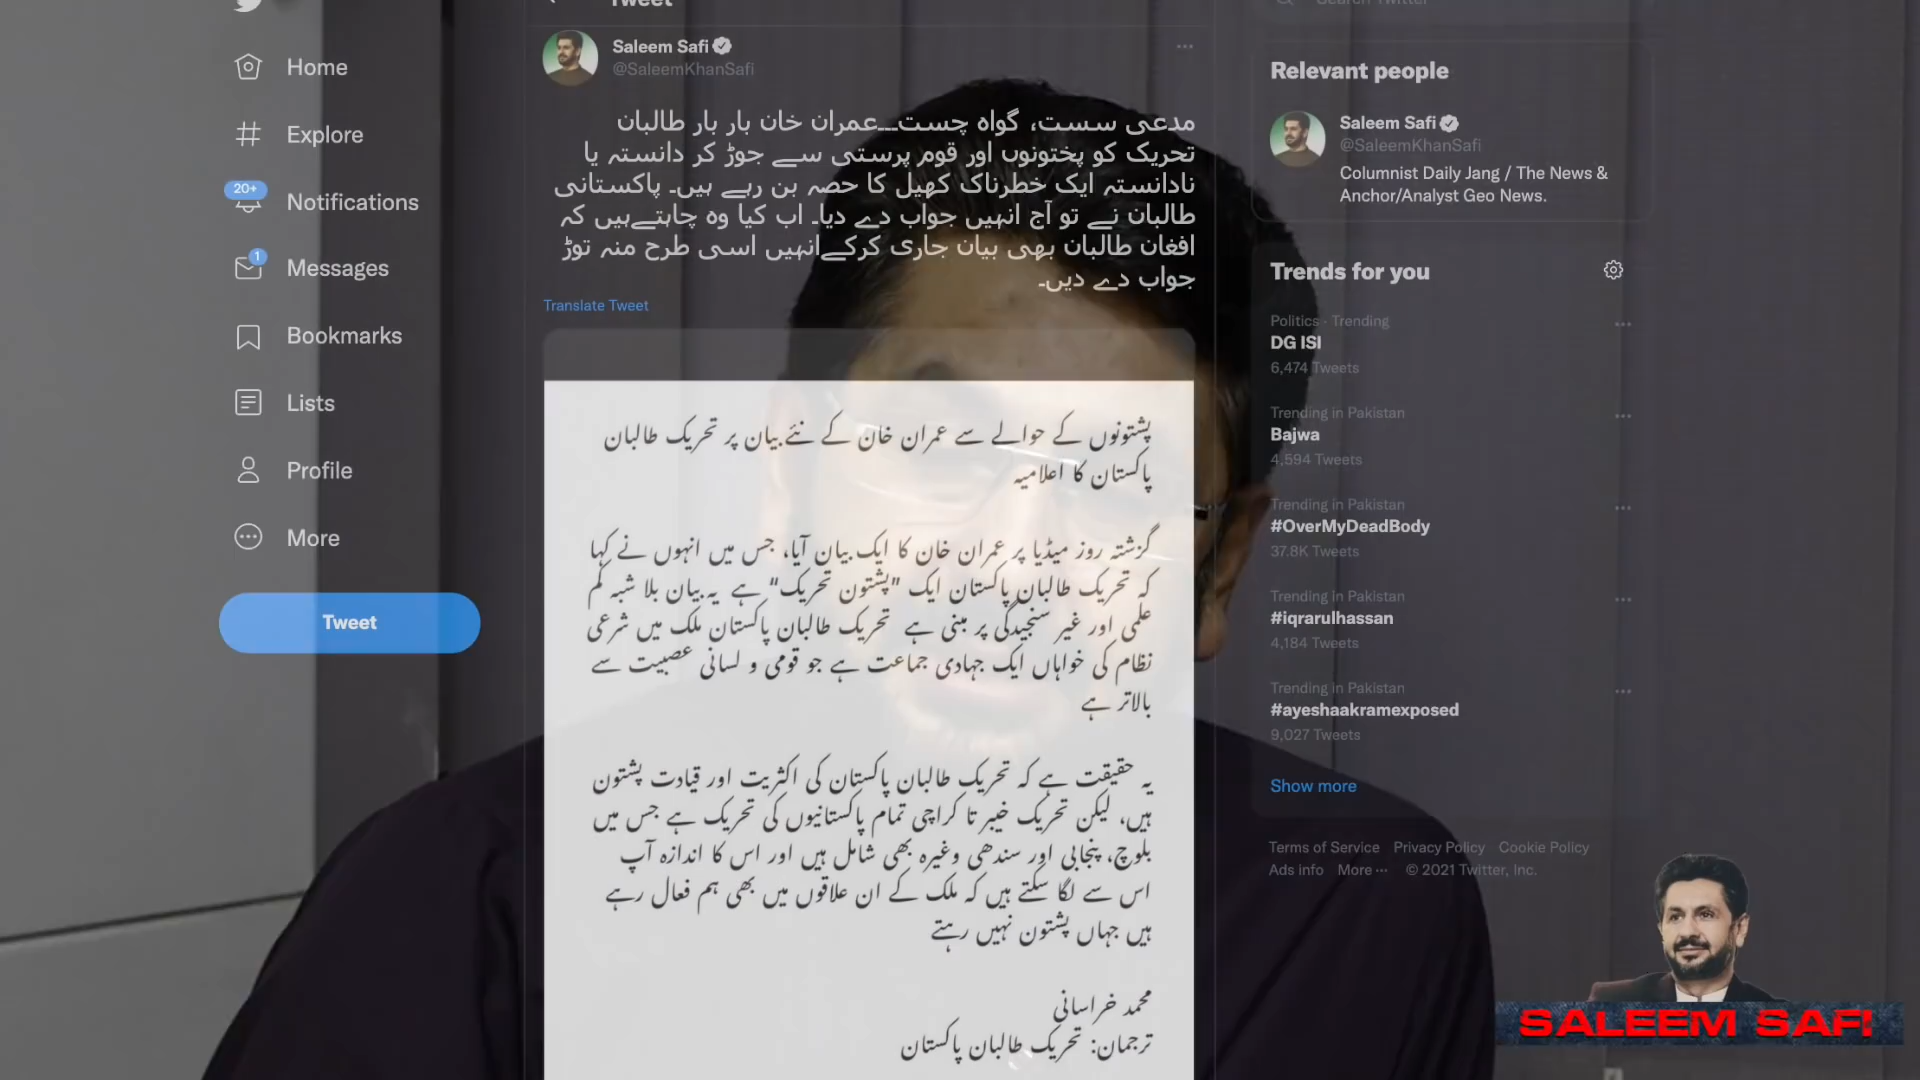 Home
Explore
20+
Notifications
1
Messages
Bookmarks
Lists
Profile
More
Tweet
Tweet
Saleem Safi
@SaleemKhanSafi
مدعی سست، گواہ چست۔۔۔عمران خان بار بار طالبان
تحریک کو پختونوں اور قوم پرستی سے جوڑ کر دانستہ یا
نادانستہ ایک خطرناک کھیل کا حصہ بن رہے ہیں۔ پاکستانی
طالبان نے تو آج انہیں جواب دے دیا۔ اب کیا وہ چاہتےہیں کہ
افغان طالبان بھی بیان جاری کرکےانہیں اسی طرح منہ توڑ
جواب دے دیں۔
Translate Tweet
پشتونوں کے حوالے سے عمران خان کے نئے بیان پر تحریک طالبان
پاکستان کا اعلامیہ
گزشتہ روز میڈیا پر عمران خان کا ایک بیان آیا، جس میں انہوں نے کہا
کہ تحریک طالبان پاکستان ایک "پشتون تحریک" ہے یہ بیان بلا شبہ کم
علمی اور غیر سنجیدگی پر مبنی ہے تحریک طالبان پاکستان ملک میں شرعی
نظام کی خواہاں ایک جہادی جماعت ہے جو قومی و لسانی عصبیت سے
بالاتر ہے
یہ حقیقت ہے کہ تحریک طالبان پاکستان کی اکثریت اور قیادت پشتون
ہیں، لیکن تحریک خیبر تا کراچی تمام پاکستانیوں کی تحریک ہے جس میں
بلوچ، پنجابی اور سندھی وغیرہ بھی شامل ہیں اور اس کا اندازہ آپ
اس سے لگا سکتے ہیں کہ ملک کے ان علاقوں میں بھی ہم فعال رہے
ہیں جہاں پشتون نہیں رہتے
محمد خراسانی
ترجمان: تحریک طالبان پاکستان
Search Twitter
Relevant people
Saleem Safi
@SaleemKhanSafi
Columnist Daily Jang / The News &
Anchor/Analyst Geo News.
Trends for you
Politics · Trending
DG ISI
6,474 Tweets
Trending in Pakistan
Bajwa
4,594 Tweets
Trending in Pakistan
#OverMyDeadBody
37.8K Tweets
Trending in Pakistan
#iqrarulhassan
4,184 Tweets
Trending in Pakistan
#ayeshaakramexposed
9,027 Tweets
Show more
Terms of Service Privacy Policy Cookie Policy
Ads info More ··· © 2021 Twitter, Inc.
SALEEM SAFI